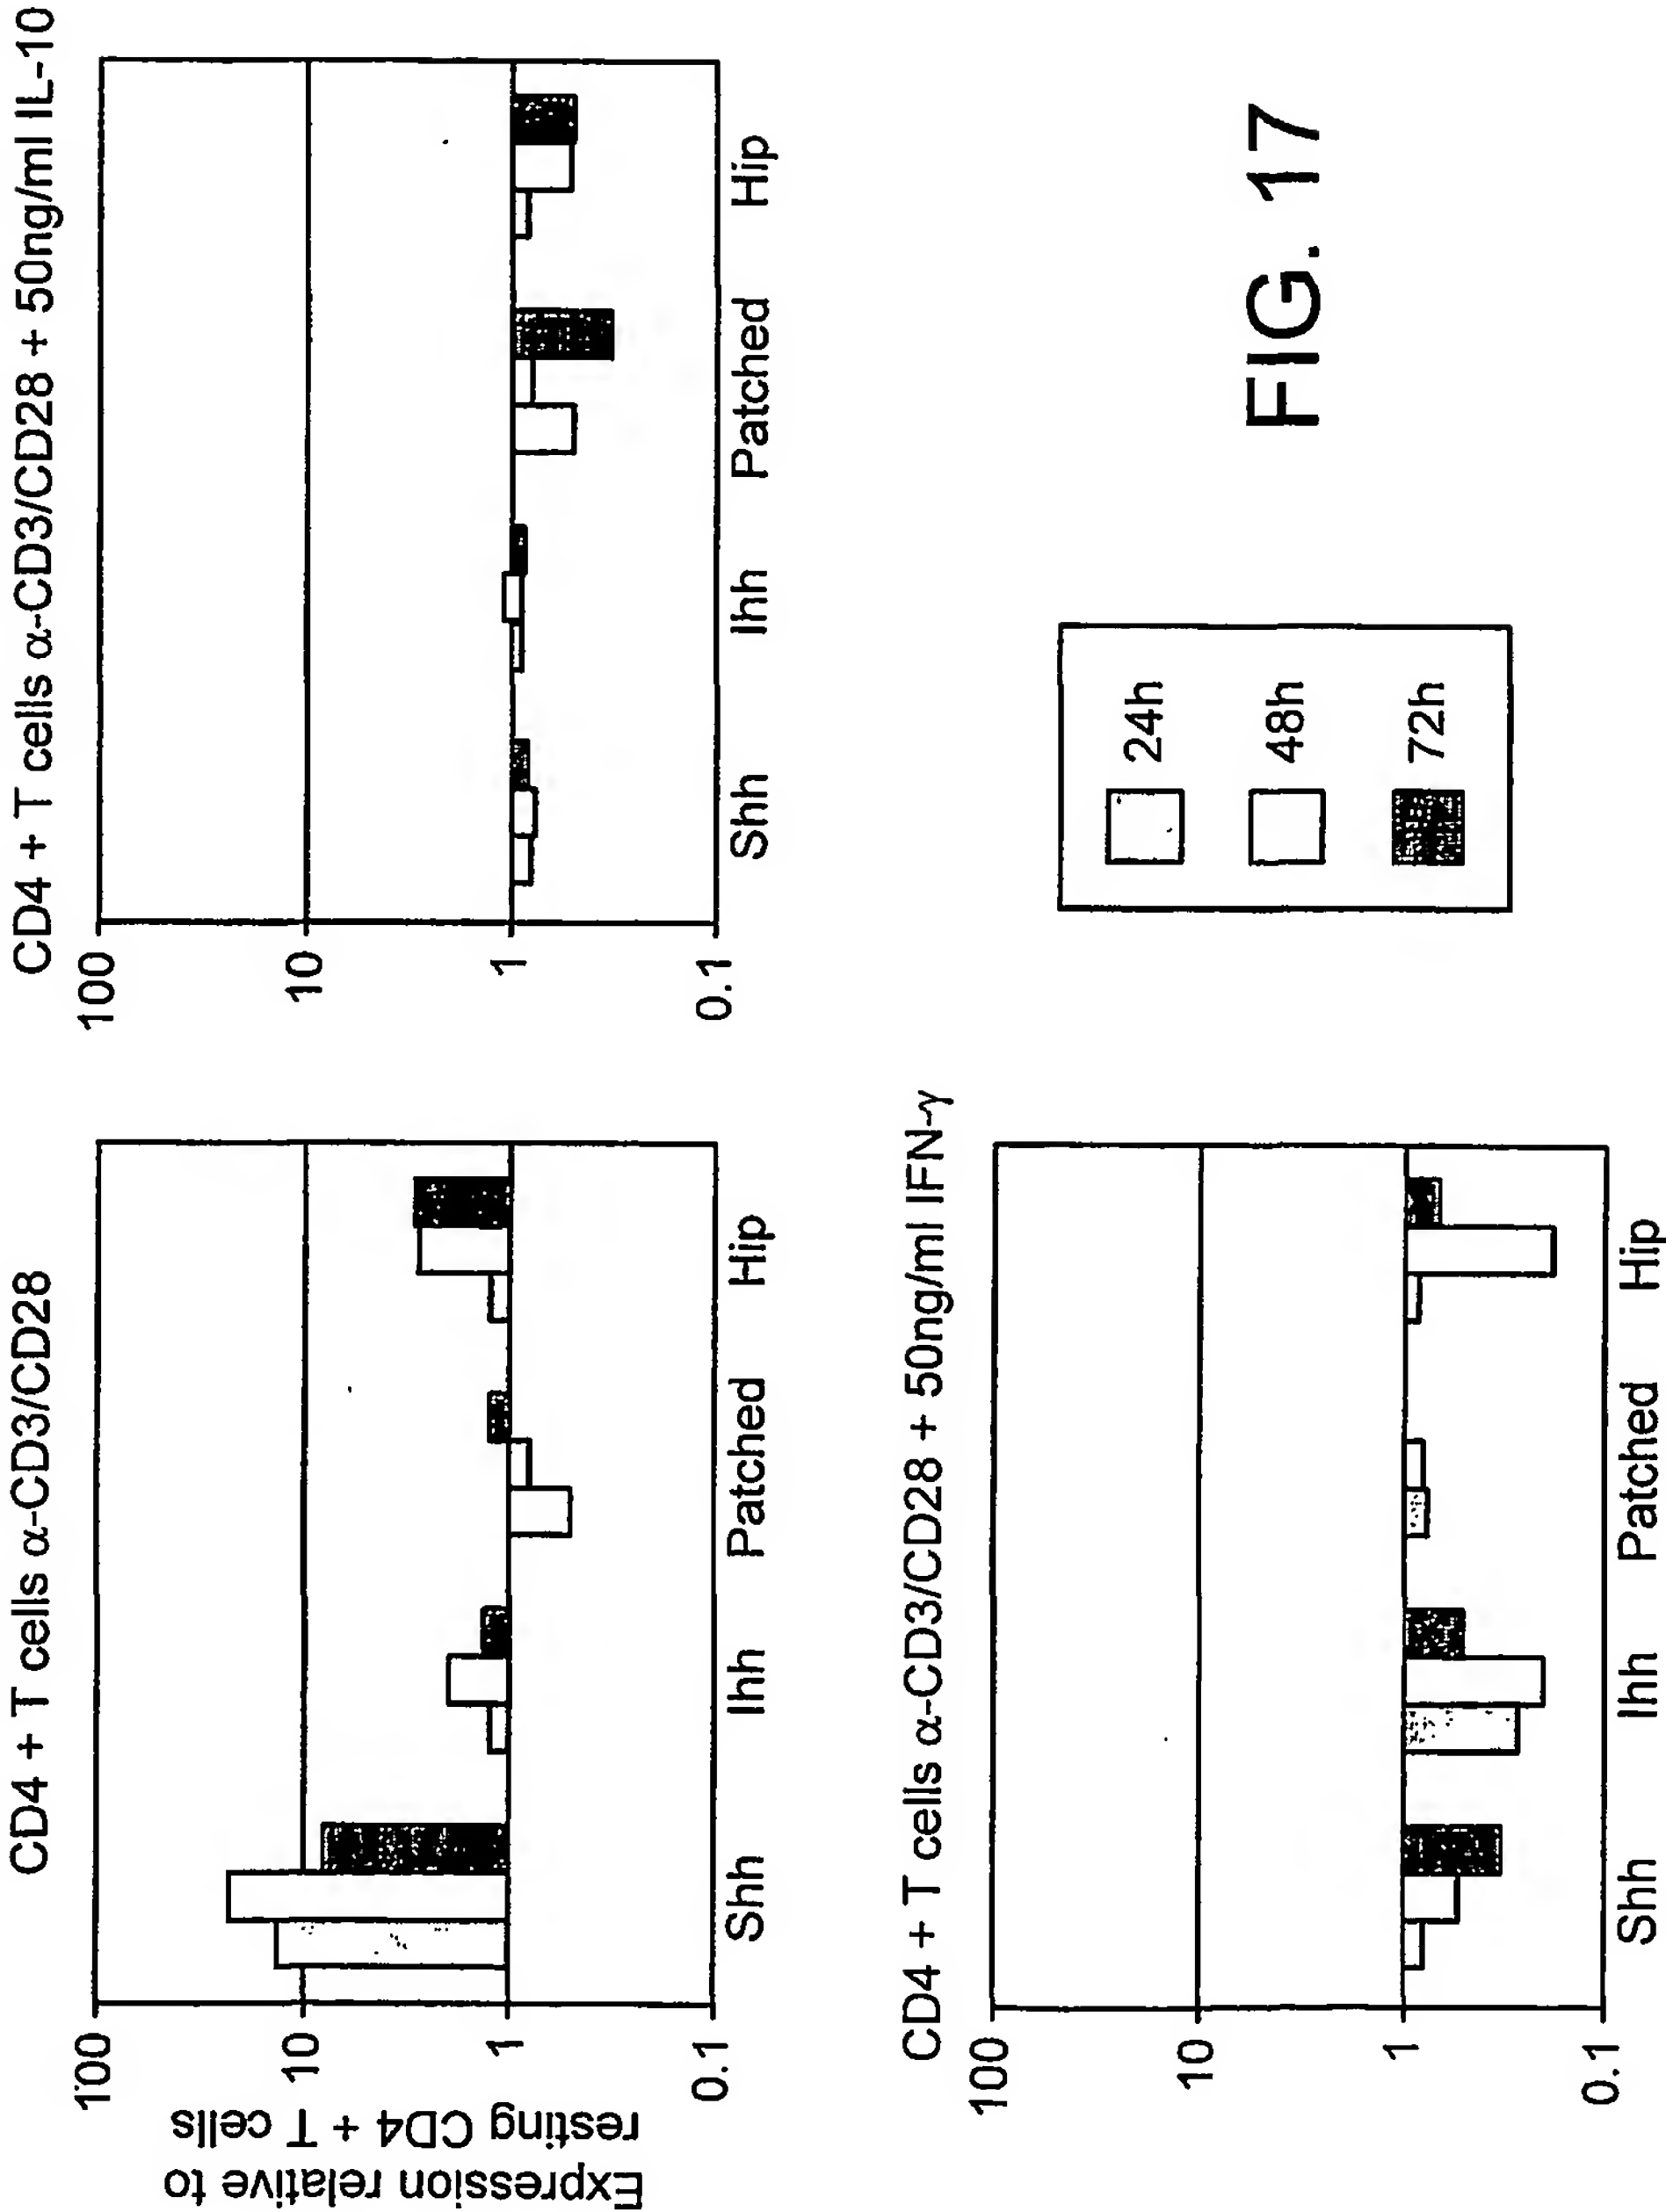 CD4 + T cells α-CD3/CD28
Expression relative to
resting CD4 + T cells
100
10
1
0.1
Shh Ihh Patched Hip
CD4 + T cells α-CD3/CD28 + 50ng/ml IL-10
100
10
1
0.1
Shh Ihh Patched Hip
CD4 + T cells α-CD3/CD28 + 50ng/ml IFN-γ
100
10
1
0.1
Shh Ihh Patched Hip
24h
48h
72h
FIG. 17